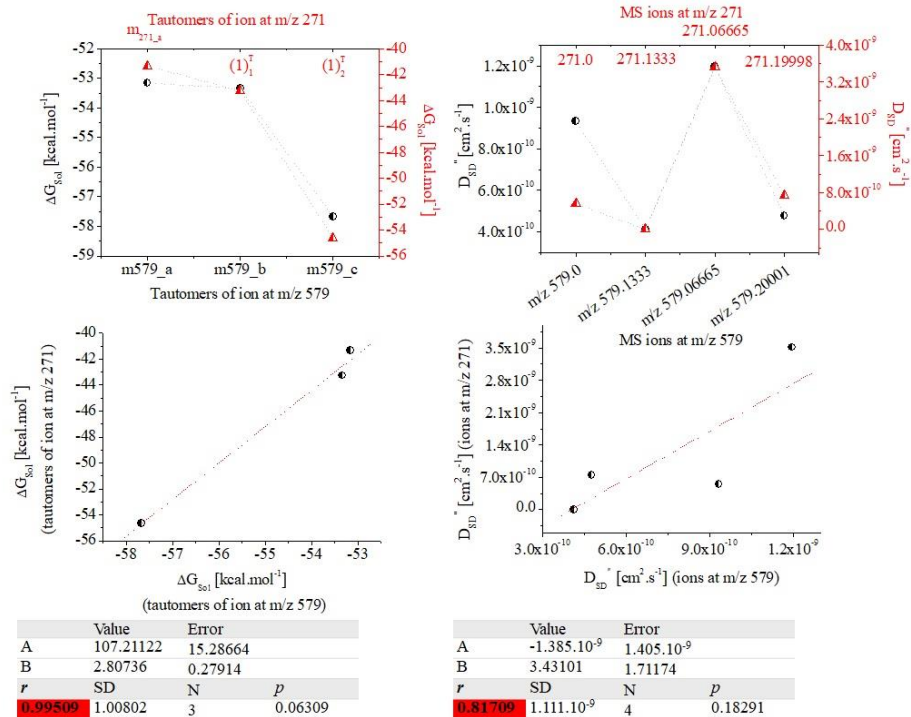 Tautomers of ion at m/z 271
m271_a
(1)1T
(1)2T
-52
-53
-54
-55
-56
-57
-58
-59
ΔGSol [kcal.mol-1]
-40
-42
-44
-46
-48
-50
-52
-54
-56
ΔGSol [kcal.mol-1]
m579_a m579_b m579_c
Tautomers of ion at m/z 579
MS ions at m/z 271
271.06665
271.0 271.1333 271.19998
1.2x10-9
1.0x10-9
8.0x10-10
6.0x10-10
4.0x10-10
D"SD [cm2.s-1]
4.0x10-9
3.2x10-9
2.4x10-9
1.6x10-9
8.0x10-10
0.0
D"SD [cm2.s-1]
m/z 579.0 m/z 579.1333 m/z 579.06665 m/z 579.20001
MS ions at m/z 579
-40
-42
-44
-46
-48
-50
-52
-54
-56
ΔGSol [kcal.mol-1]
(tautomers of ion at m/z 271)
-58 -57 -56 -55 -54 -53
ΔGSol [kcal.mol-1]
(tautomers of ion at m/z 579)
3.5x10-9
2.8x10-9
2.1x10-9
1.4x10-9
7.0x10-10
0.0
D"SD [cm2.s-1] (ions at m/z 271)
3.0x10-10 6.0x10-10 9.0x10-10 1.2x10-9
D"SD [cm2.s-1] (ions at m/z 579)
Value Error
A 107.21122 15.28664
B 2.80736 0.27914
r SD N p
0.99509 1.00802 3 0.06309
Value Error
A -1.385.10-9 1.405.10-9
B 3.43101 1.71174
r SD N p
0.81709 1.111.10-9 4 0.18291